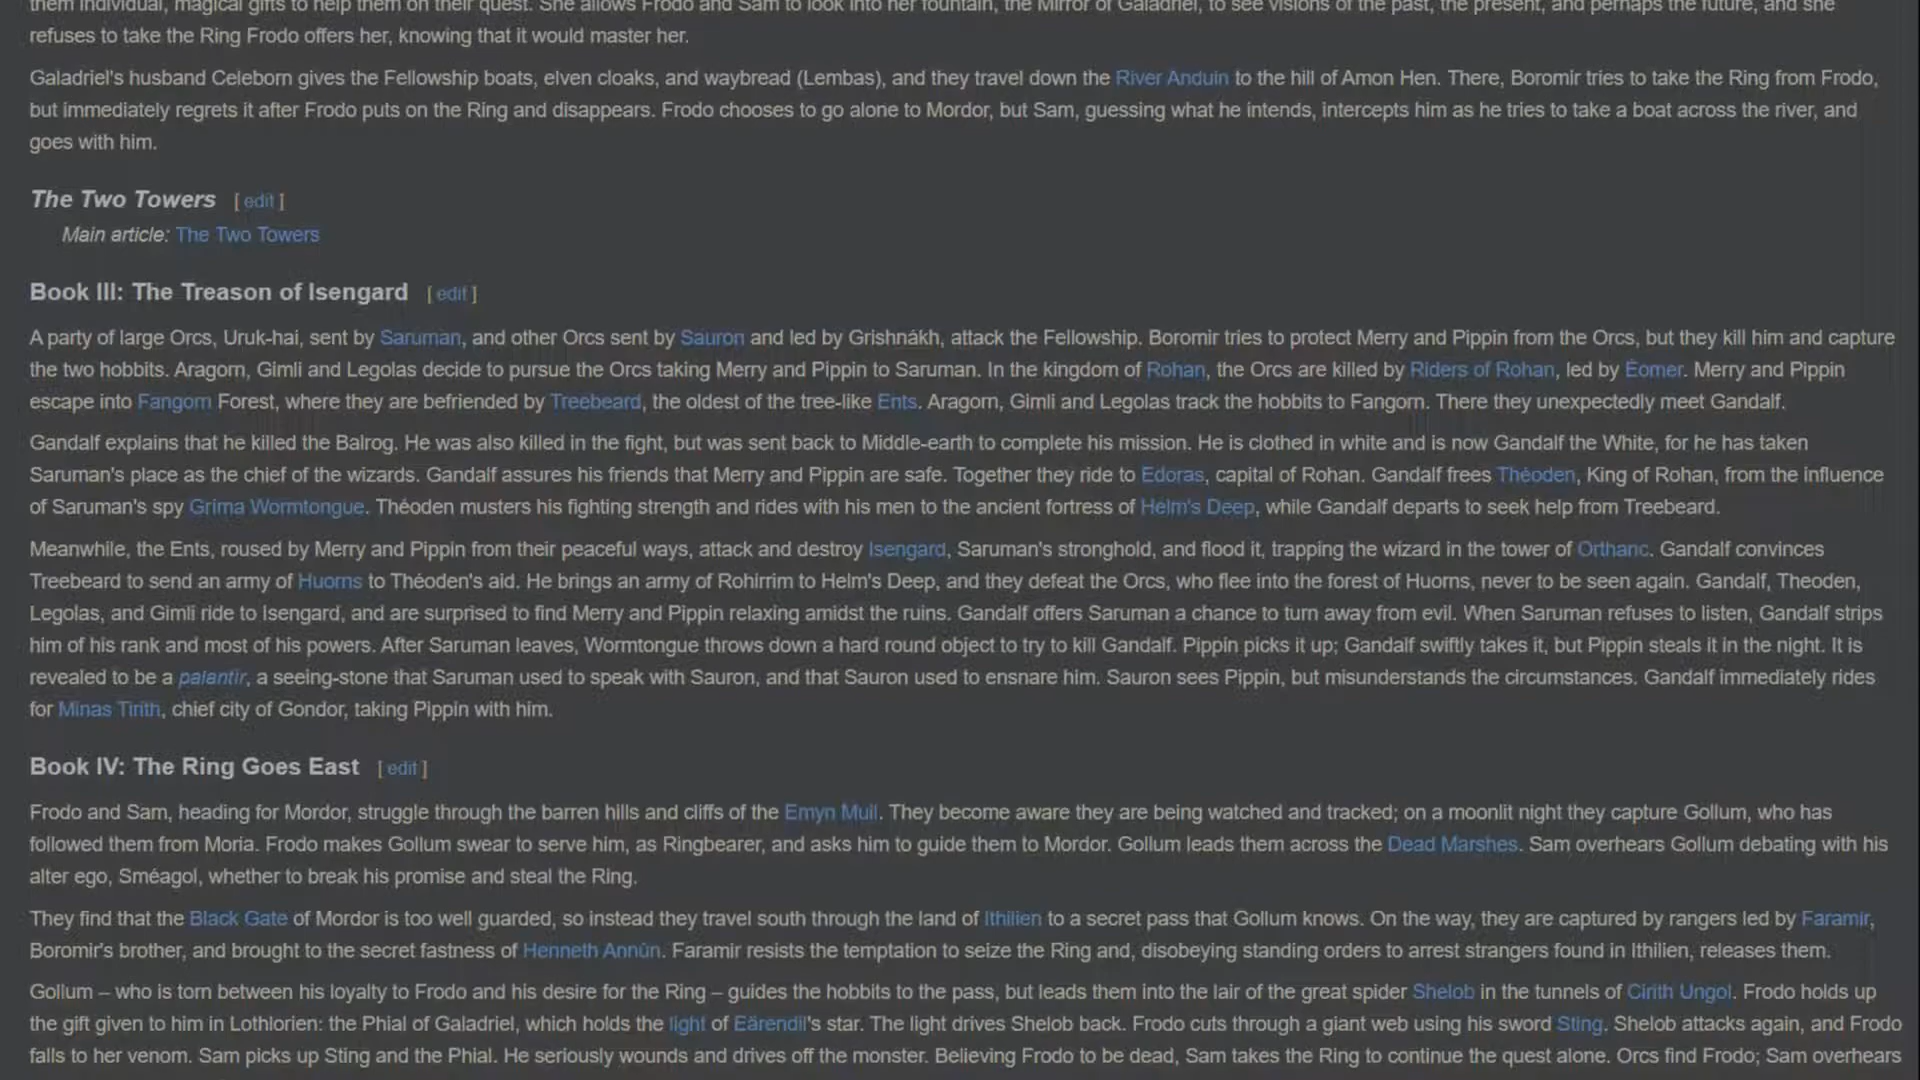 them individual, magical gifts to help them on their quest. She allows Frodo and Sam to look into her fountain, the Mirror of Galadriel, to see visions of the past, the present, and perhaps the future, and she
refuses to take the Ring Frodo offers her, knowing that it would master her.
Galadriel's husband Celeborn gives the Fellowship boats, elven cloaks, and waybread (Lembas), and they travel down the River Anduin to the hill of Amon Hen. There, Boromir tries to take the Ring from Frodo,
but immediately regrets it after Frodo puts on the Ring and disappears. Frodo chooses to go alone to Mordor, but Sam, guessing what he intends, intercepts him as he tries to take a boat across the river, and
goes with him.
The Two Towers [ edit ]
Main article: The Two Towers
Book III: The Treason of Isengard [ edit ]
A party of large Orcs, Uruk-hai, sent by Saruman, and other Orcs sent by Sauron and led by Grishnákh, attack the Fellowship. Boromir tries to protect Merry and Pippin from the Orcs, but they kill him and capture
the two hobbits. Aragorn, Gimli and Legolas decide to pursue the Orcs taking Merry and Pippin to Saruman. In the kingdom of Rohan, the Orcs are killed by Riders of Rohan, led by Éomer. Merry and Pippin
escape into Fangorn Forest, where they are befriended by Treebeard, the oldest of the tree-like Ents. Aragorn, Gimli and Legolas track the hobbits to Fangorn. There they unexpectedly meet Gandalf.
Gandalf explains that he killed the Balrog. He was also killed in the fight, but was sent back to Middle-earth to complete his mission. He is clothed in white and is now Gandalf the White, for he has taken
Saruman's place as the chief of the wizards. Gandalf assures his friends that Merry and Pippin are safe. Together they ride to Edoras, capital of Rohan. Gandalf frees Théoden, King of Rohan, from the influence
of Saruman's spy Gríma Wormtongue. Théoden musters his fighting strength and rides with his men to the ancient fortress of Helm's Deep, while Gandalf departs to seek help from Treebeard.
Meanwhile, the Ents, roused by Merry and Pippin from their peaceful ways, attack and destroy Isengard, Saruman's stronghold, and flood it, trapping the wizard in the tower of Orthanc. Gandalf convinces
Treebeard to send an army of Huorns to Théoden's aid. He brings an army of Rohirrim to Helm's Deep, and they defeat the Orcs, who flee into the forest of Huorns, never to be seen again. Gandalf, Theoden,
Legolas, and Gimli ride to Isengard, and are surprised to find Merry and Pippin relaxing amidst the ruins. Gandalf offers Saruman a chance to turn away from evil. When Saruman refuses to listen, Gandalf strips
him of his rank and most of his powers. After Saruman leaves, Wormtongue throws down a hard round object to try to kill Gandalf. Pippin picks it up; Gandalf swiftly takes it, but Pippin steals it in the night. It is
revealed to be a palantír, a seeing-stone that Saruman used to speak with Sauron, and that Sauron used to ensnare him. Sauron sees Pippin, but misunderstands the circumstances. Gandalf immediately rides
for Minas Tirith, chief city of Gondor, taking Pippin with him.
Book IV: The Ring Goes East [ edit ]
Frodo and Sam, heading for Mordor, struggle through the barren hills and cliffs of the Emyn Muil. They become aware they are being watched and tracked; on a moonlit night they capture Gollum, who has
followed them from Moria. Frodo makes Gollum swear to serve him, as Ringbearer, and asks him to guide them to Mordor. Gollum leads them across the Dead Marshes. Sam overhears Gollum debating with his
alter ego, Sméagol, whether to break his promise and steal the Ring.
They find that the Black Gate of Mordor is too well guarded, so instead they travel south through the land of Ithilien to a secret pass that Gollum knows. On the way, they are captured by rangers led by Faramir,
Boromir's brother, and brought to the secret fastness of Henneth Annûn. Faramir resists the temptation to seize the Ring and, disobeying standing orders to arrest strangers found in Ithilien, releases them.
Gollum – who is torn between his loyalty to Frodo and his desire for the Ring – guides the hobbits to the pass, but leads them into the lair of the great spider Shelob in the tunnels of Cirith Ungol. Frodo holds up
the gift given to him in Lothlorien: the Phial of Galadriel, which holds the light of Eärendil's star. The light drives Shelob back. Frodo cuts through a giant web using his sword Sting. Shelob attacks again, and Frodo
falls to her venom. Sam picks up Sting and the Phial. He seriously wounds and drives off the monster. Believing Frodo to be dead, Sam takes the Ring to continue the quest alone. Orcs find Frodo; Sam overhears